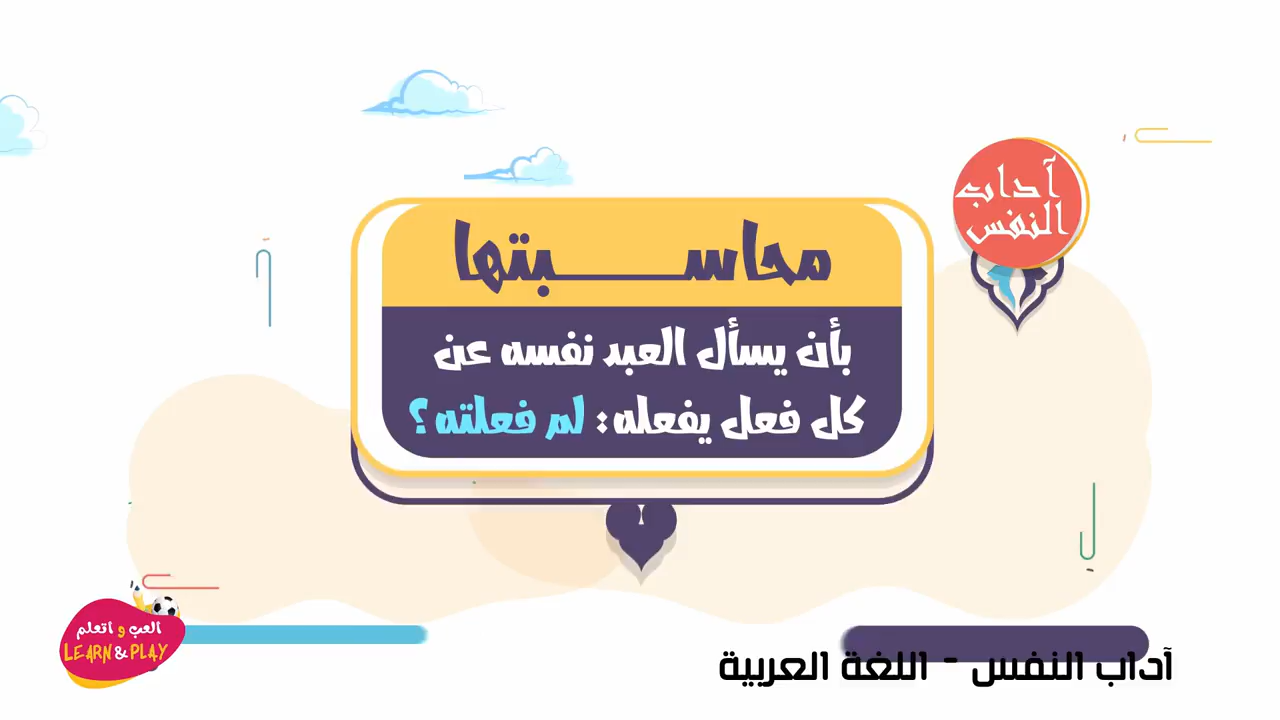 آداب
النفس
محاسبتها
بأن يسأل العبد نفسه عن
كل فعل يفعله: لم فعلته؟
العب و اتعلم
LEARN & PLAY
آداب النفس - اللغة العربية